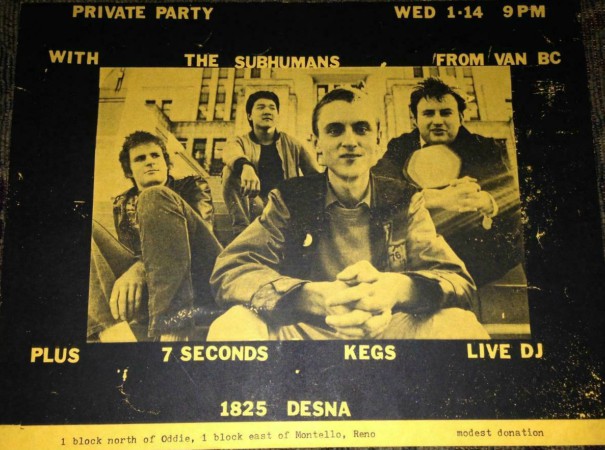 PRIVATE PARTY WED 1-14 9PM
WITH THE SUBHUMANS FROM VAN BC
PLUS 7 SECONDS KEGS LIVE DJ
1825 DESNA
1 block north of Oddie, 1 block east of Montello, Reno modest donation